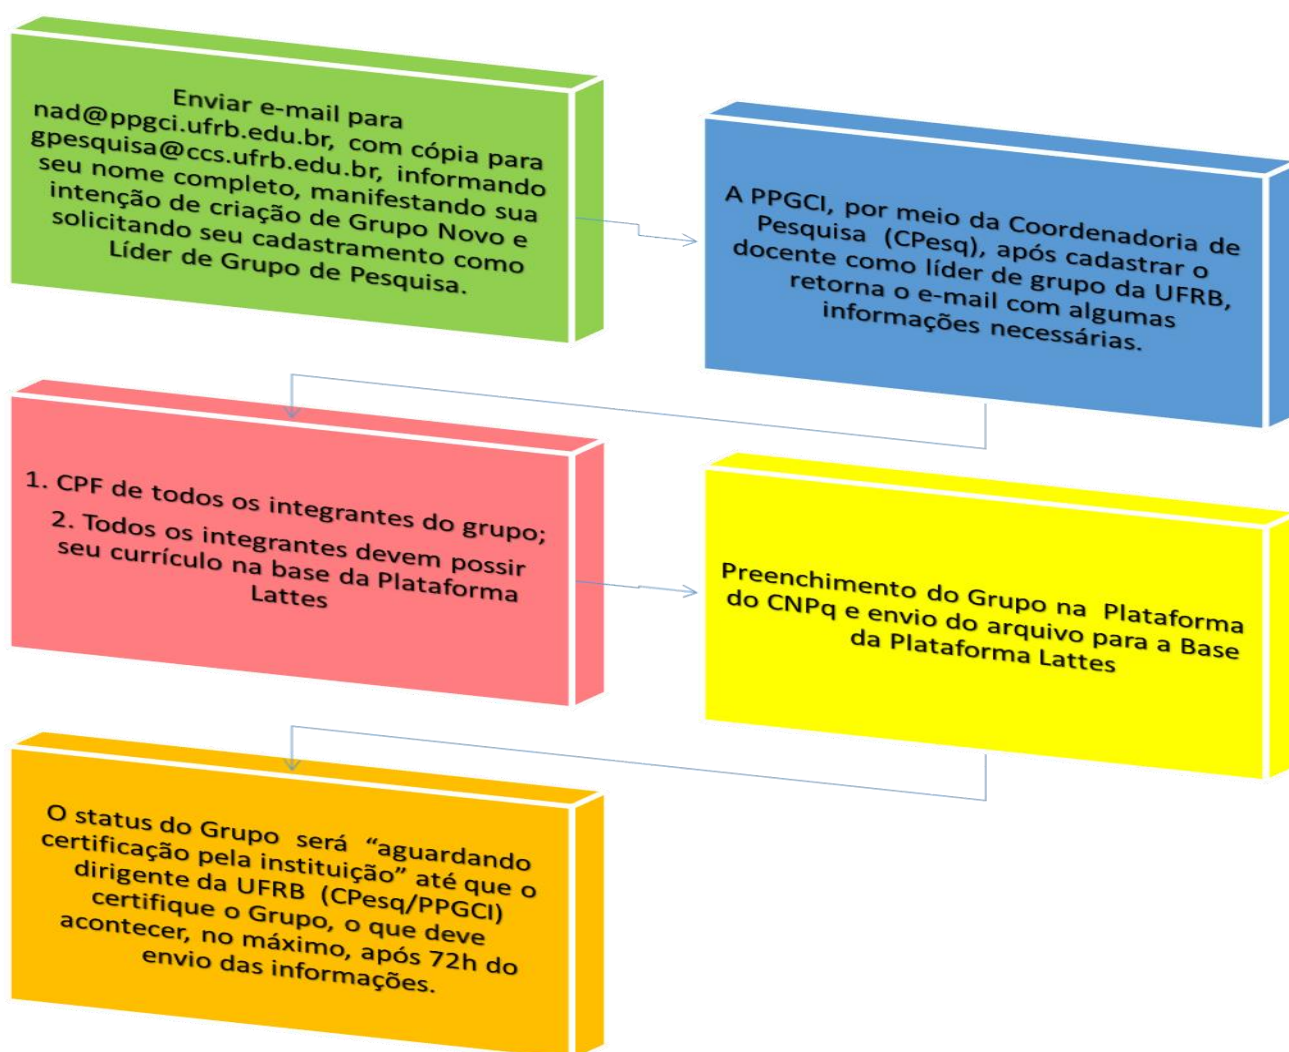 Enviar e-mail para
nad@ppgci.ufrb.edu.br, com cópia para
gpesquisa@ccs.ufrb.edu.br, informando
seu nome completo, manifestando sua
intenção de criação de Grupo Novo e
solicitando seu cadastramento como
Líder de Grupo de Pesquisa.
A PPGCI, por meio da Coordenadoria de
Pesquisa (CPesq), após cadastrar o
docente como líder de grupo da UFRB,
retorna o e-mail com algumas
informações necessárias.
1. CPF de todos os integrantes do grupo;
2. Todos os integrantes devem possir
seu currículo na base da Plataforma
Lattes
Preenchimento do Grupo na Plataforma
do CNPq e envio do arquivo para a Base
da Plataforma Lattes
O status do Grupo será “aguardando
certificação pela instituição” até que o
dirigente da UFRB (CPesq/PPGCI)
certifique o Grupo, o que deve
acontecer, no máximo, após 72h do
envio das informações.